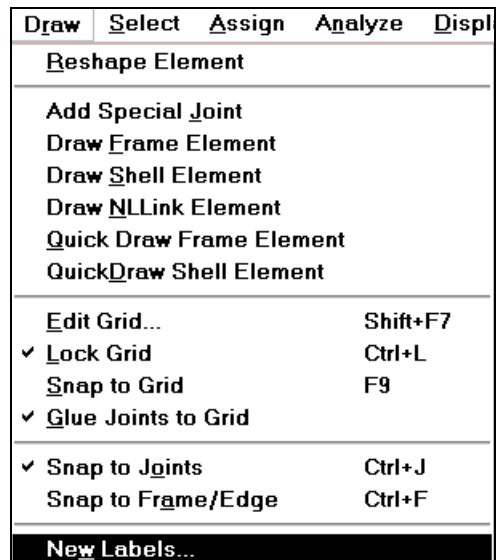 Draw Select Assign Analyze Displ
Reshape Element
Add Special Joint
Draw Frame Element
Draw Shell Element
Draw NLLink Element
Quick Draw Frame Element
QuickDraw Shell Element
Edit Grid... Shift+F7
✓ Lock Grid Ctrl+L
Snap to Grid F9
✓ Glue Joints to Grid
✓ Snap to Joints Ctrl+J
Snap to Frame/Edge Ctrl+F
New Labels...